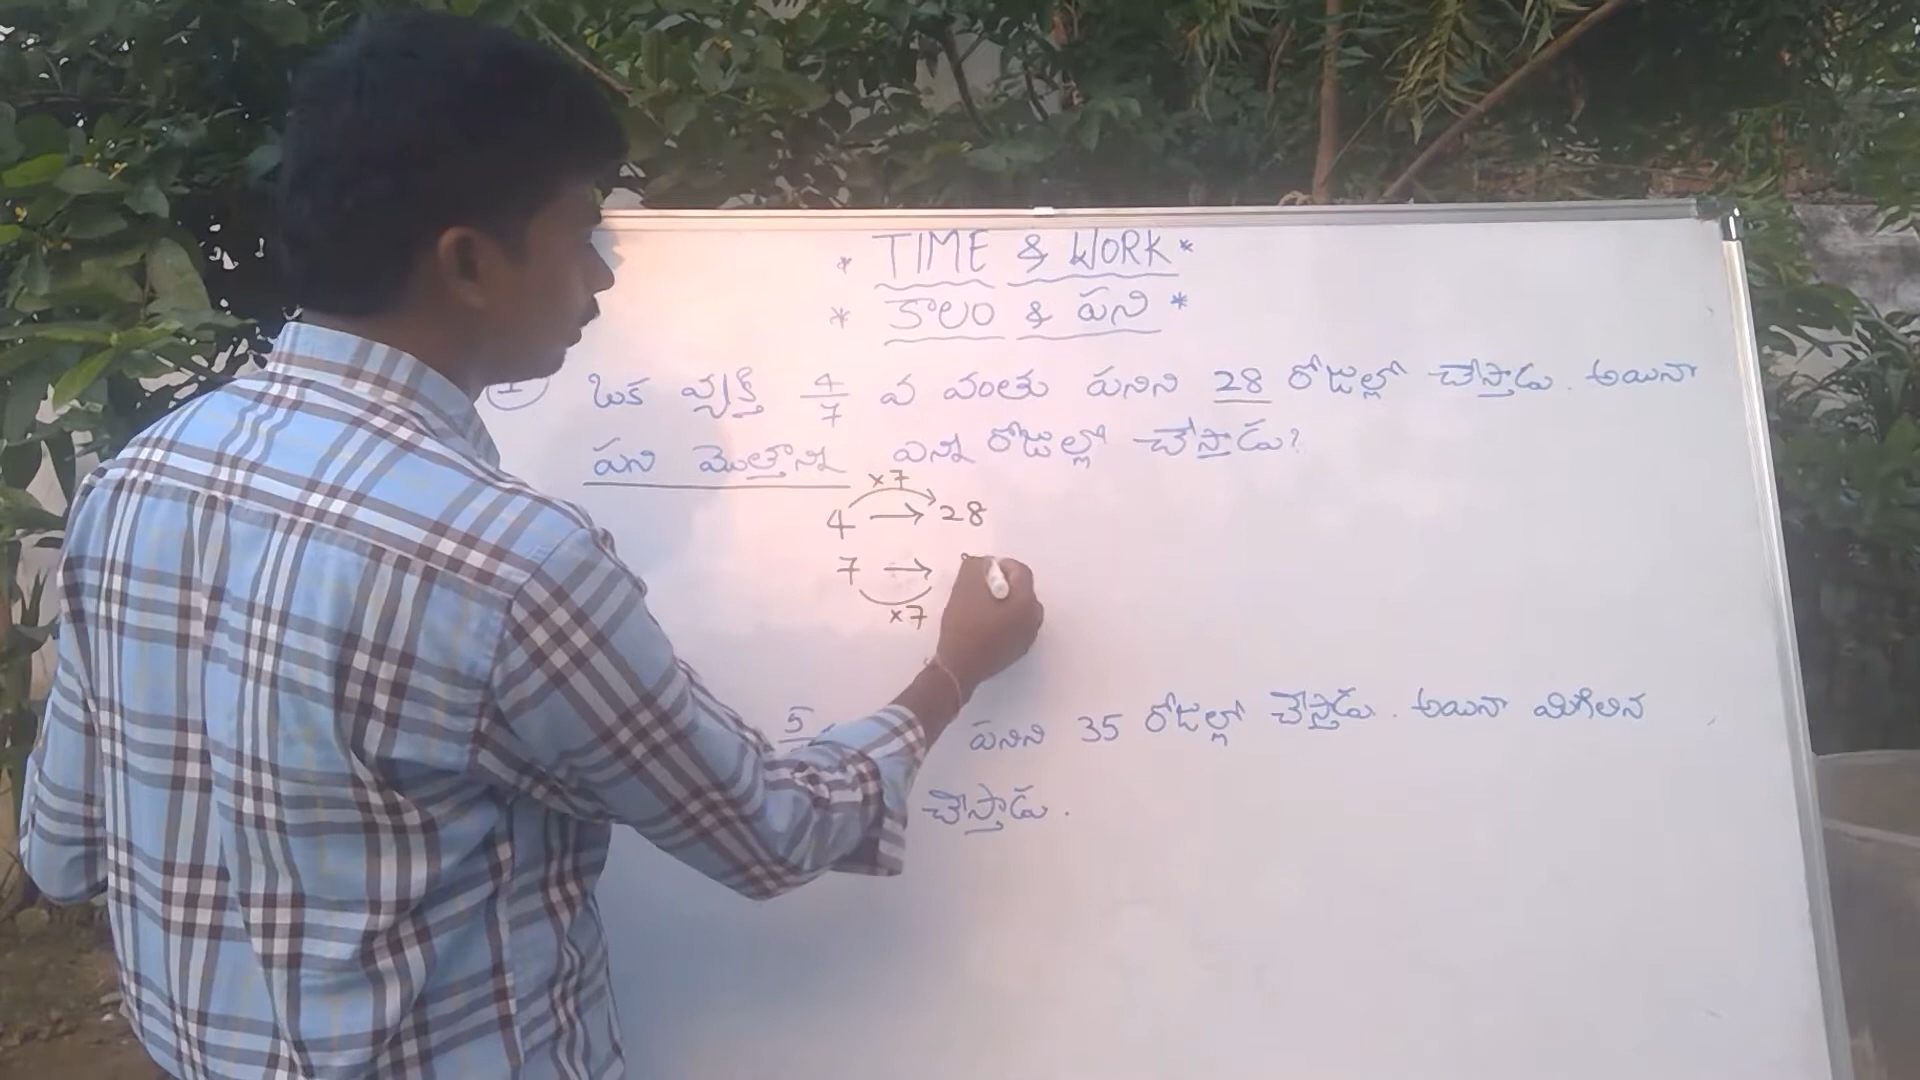 * TIME & WORK *
* కాలం & పని *
1 ఒక వ్యక్తి 4/7 వ వంతు పనిని 28 రోజుల్లో చేస్తాడు. అయినా
పని మొత్తాన్ని ఎన్ని రోజుల్లో చేస్తాడు?
×7
4 → 28
7 →
×7
5 పనిని 35 రోజుల్లో చేస్తాడు. అయినా మిగిలిన
చేస్తాడు.